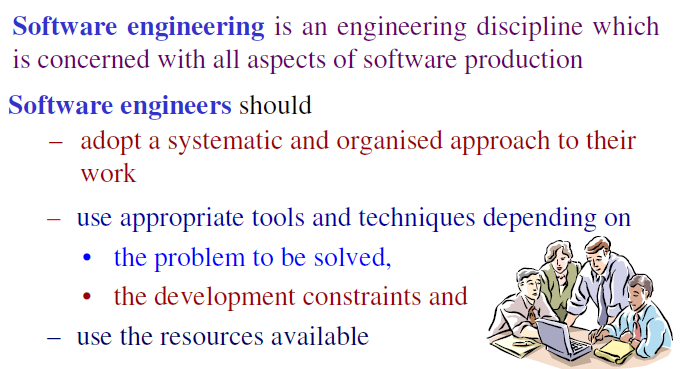 Software engineering is an engineering discipline which
is concerned with all aspects of software production
Software engineers should
– adopt a systematic and organised approach to their
work
– use appropriate tools and techniques depending on
• the problem to be solved,
• the development constraints and
– use the resources available